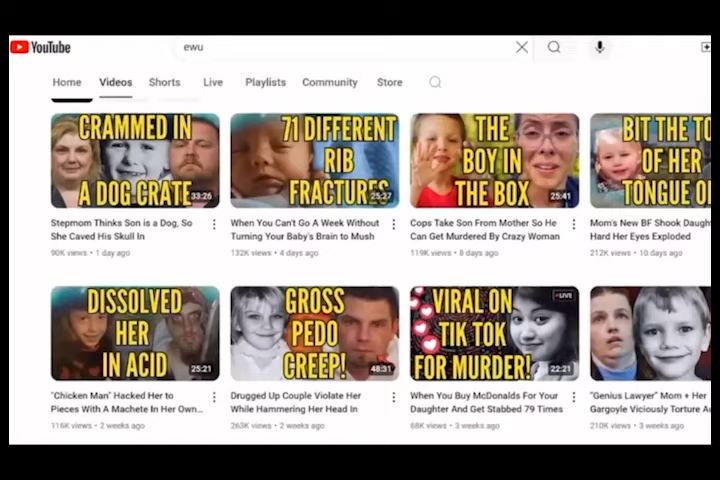 YouTube
ewu
Home Videos Shorts Live Playlists Community Store
CRAMMED IN
A DOG CRATE
33:26
71 DIFFERENT
RIB
FRACTURES
25:27
THE
BOY IN
THE BOX
25:41
BIT THE TO
OF HER
TONGUE O
Stepmom Thinks Son is a Dog, So
She Caved His Skull In
90K views • 1 day ago
When You Can't Go A Week Without
Turning Your Baby's Brain to Mush
132K views • 4 days ago
Cops Take Son From Mother So He
Can Get Murdered By Crazy Woman
119K views • 8 days ago
Mom's New BF Shook Daugh
Hard Her Eyes Exploded
212K views • 10 days ago
DISSOLVED
HER
IN ACID
25:21
GROSS
PEDO
CREEP!
48:31
LIVE
VIRAL ON
TIK TOK
FOR MURDER!
22:21
"Chicken Man" Hacked Her to
Pieces With A Machete In Her Own...
116K views • 2 weeks ago
Drugged Up Couple Violate Her
While Hammering Her Head In
263K views • 2 weeks ago
When You Buy McDonalds For Your
Daughter And Get Stabbed 79 Times
68K views • 3 weeks ago
"Genius Lawyer" Mom + Her
Gargoyle Viciously Torture A
210K views • 3 weeks ago